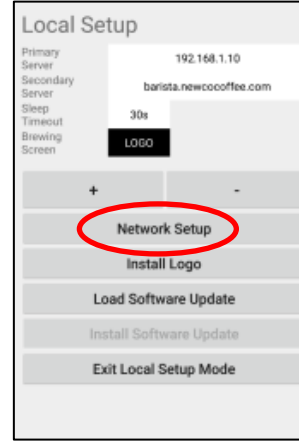 Local Setup
Primary Server 192.168.1.10
Secondary Server barista.newcocoffee.com
Sleep Timeout 30s
Brewing Screen LOGO
+ -
Network Setup
Install Logo
Load Software Update
Install Software Update
Exit Local Setup Mode